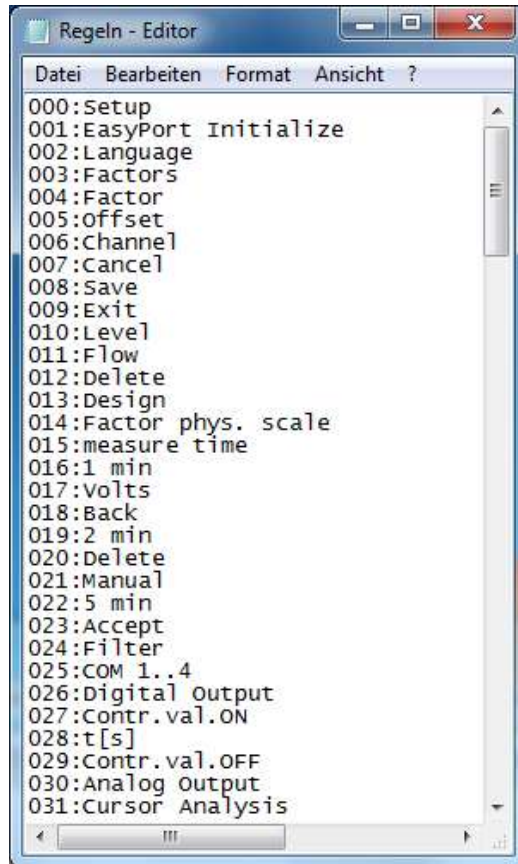 Regeln - Editor
Datei Bearbeiten Format Ansicht ?
000:Setup
001:EasyPort Initialize
002:Language
003:Factors
004:Factor
005:Offset
006:Channel
007:Cancel
008:Save
009:Exit
010:Level
011:Flow
012:Delete
013:Design
014:Factor phys. scale
015:measure time
016:1 min
017:Volts
018:Back
019:2 min
020:Delete
021:Manual
022:5 min
023:Accept
024:Filter
025:COM 1..4
026:Digital Output
027:Contr.val.ON
028:t[s]
029:Contr.val.OFF
030:Analog Output
031:Cursor Analysis